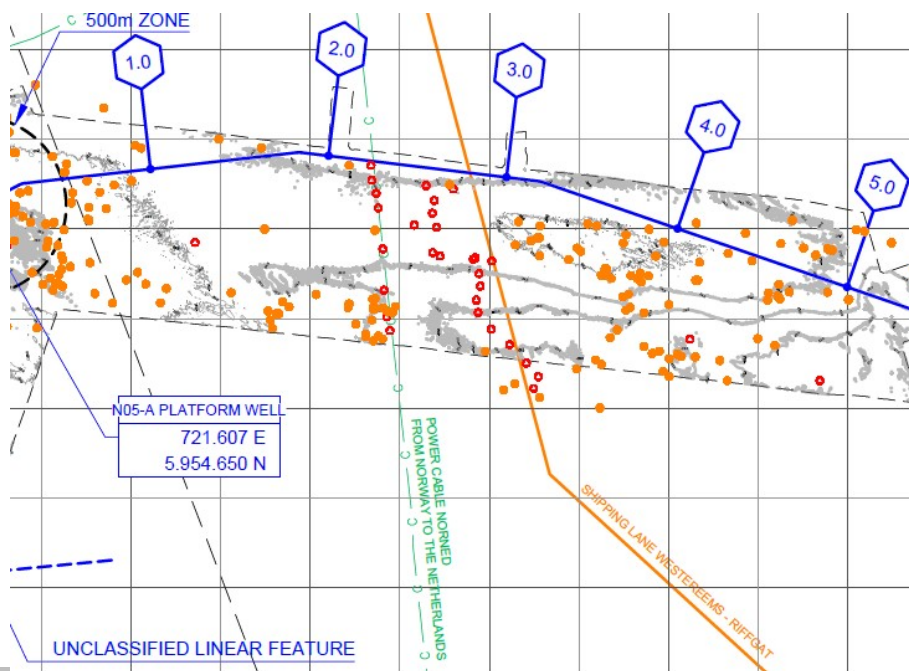 500m ZONE
1.0
2.0
3.0
4.0
5.0
C
C
C
C
N05-A PLATFORM WELL
721.607 E
5.954.650 N
POWER CABLE NORNED
FROM NORWAY TO THE NETHERLANDS
C
C
C
C
C
SHIPPING LANE WESTEREEMS - RIFFGAT
UNCLASSIFIED LINEAR FEATURE